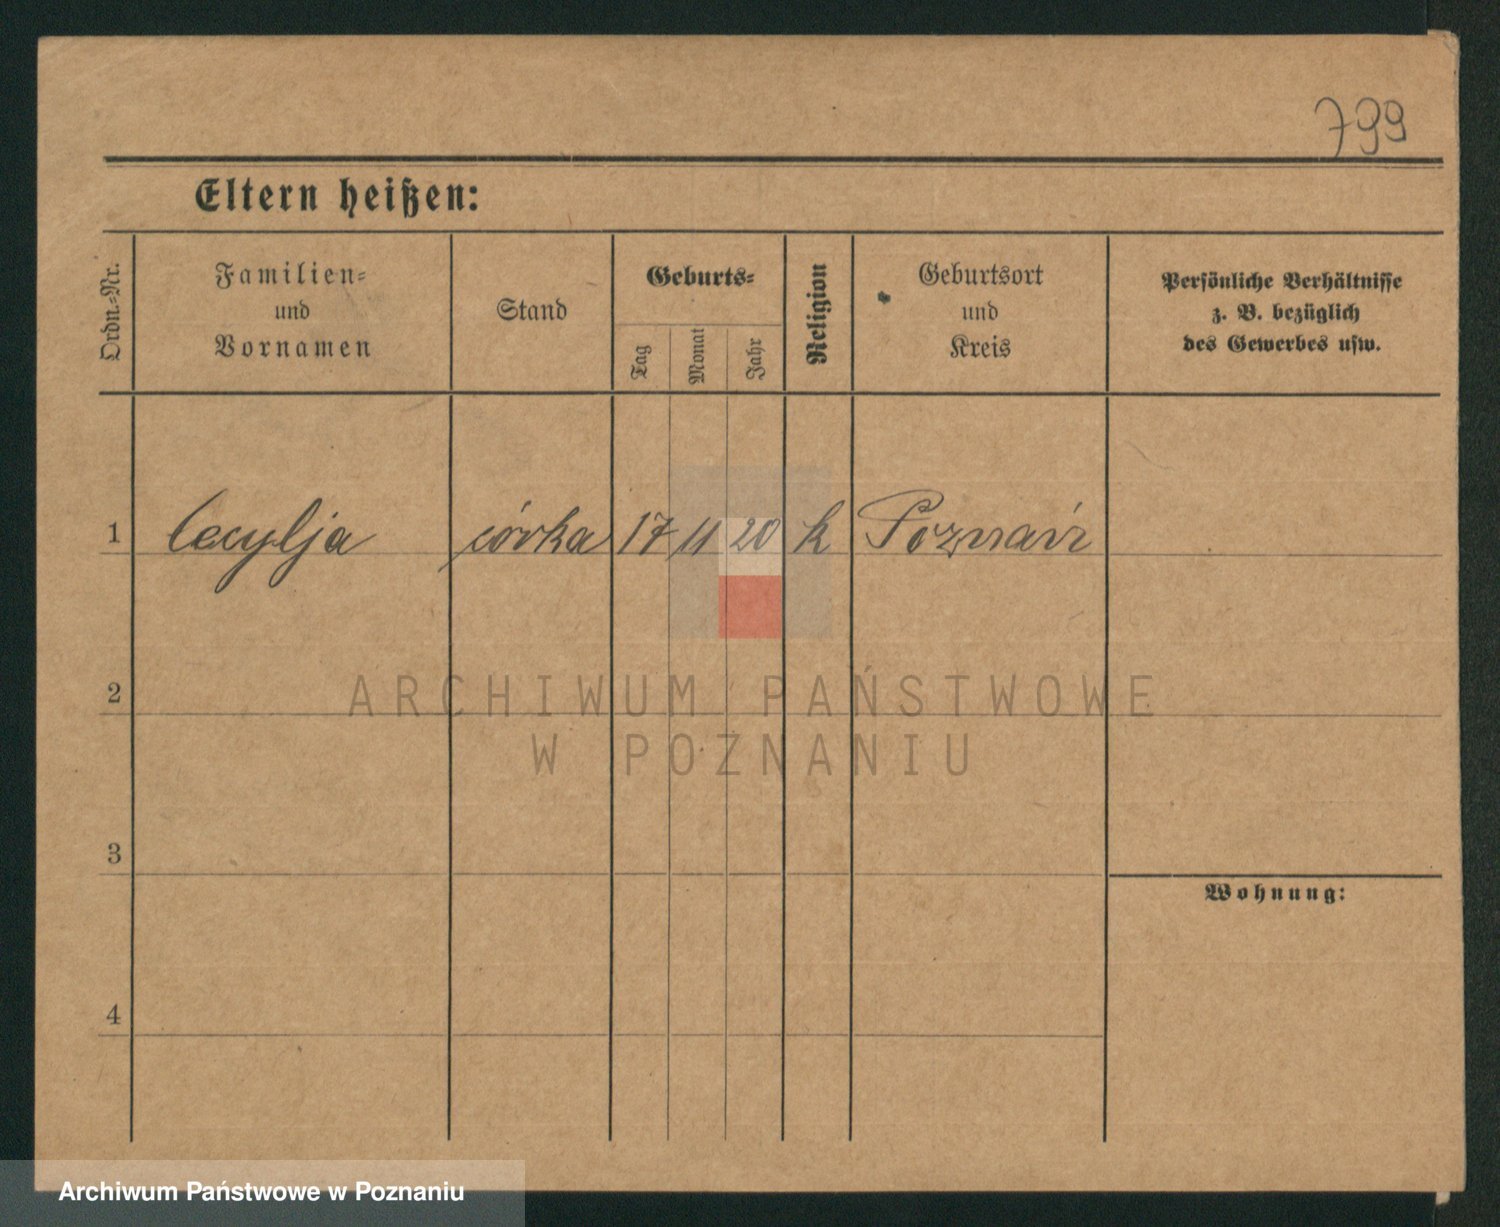 799
Eltern heißen:
Ordn.-Nr.
Familien-
und
Vornamen
Stand
Geburts-
Tag
Monat
Jahr
Religion
Geburtsort
und
Kreis
Persönliche Verhältnisse
z. B. bezüglich
des Gewerbes usw.
1 Cecylja córka 17 11 20 k Poznań
2
ARCHIWUM PAŃSTWOWE
W POZNANIU
3
Wohnung:
4
Archiwum Państwowe w Poznaniu